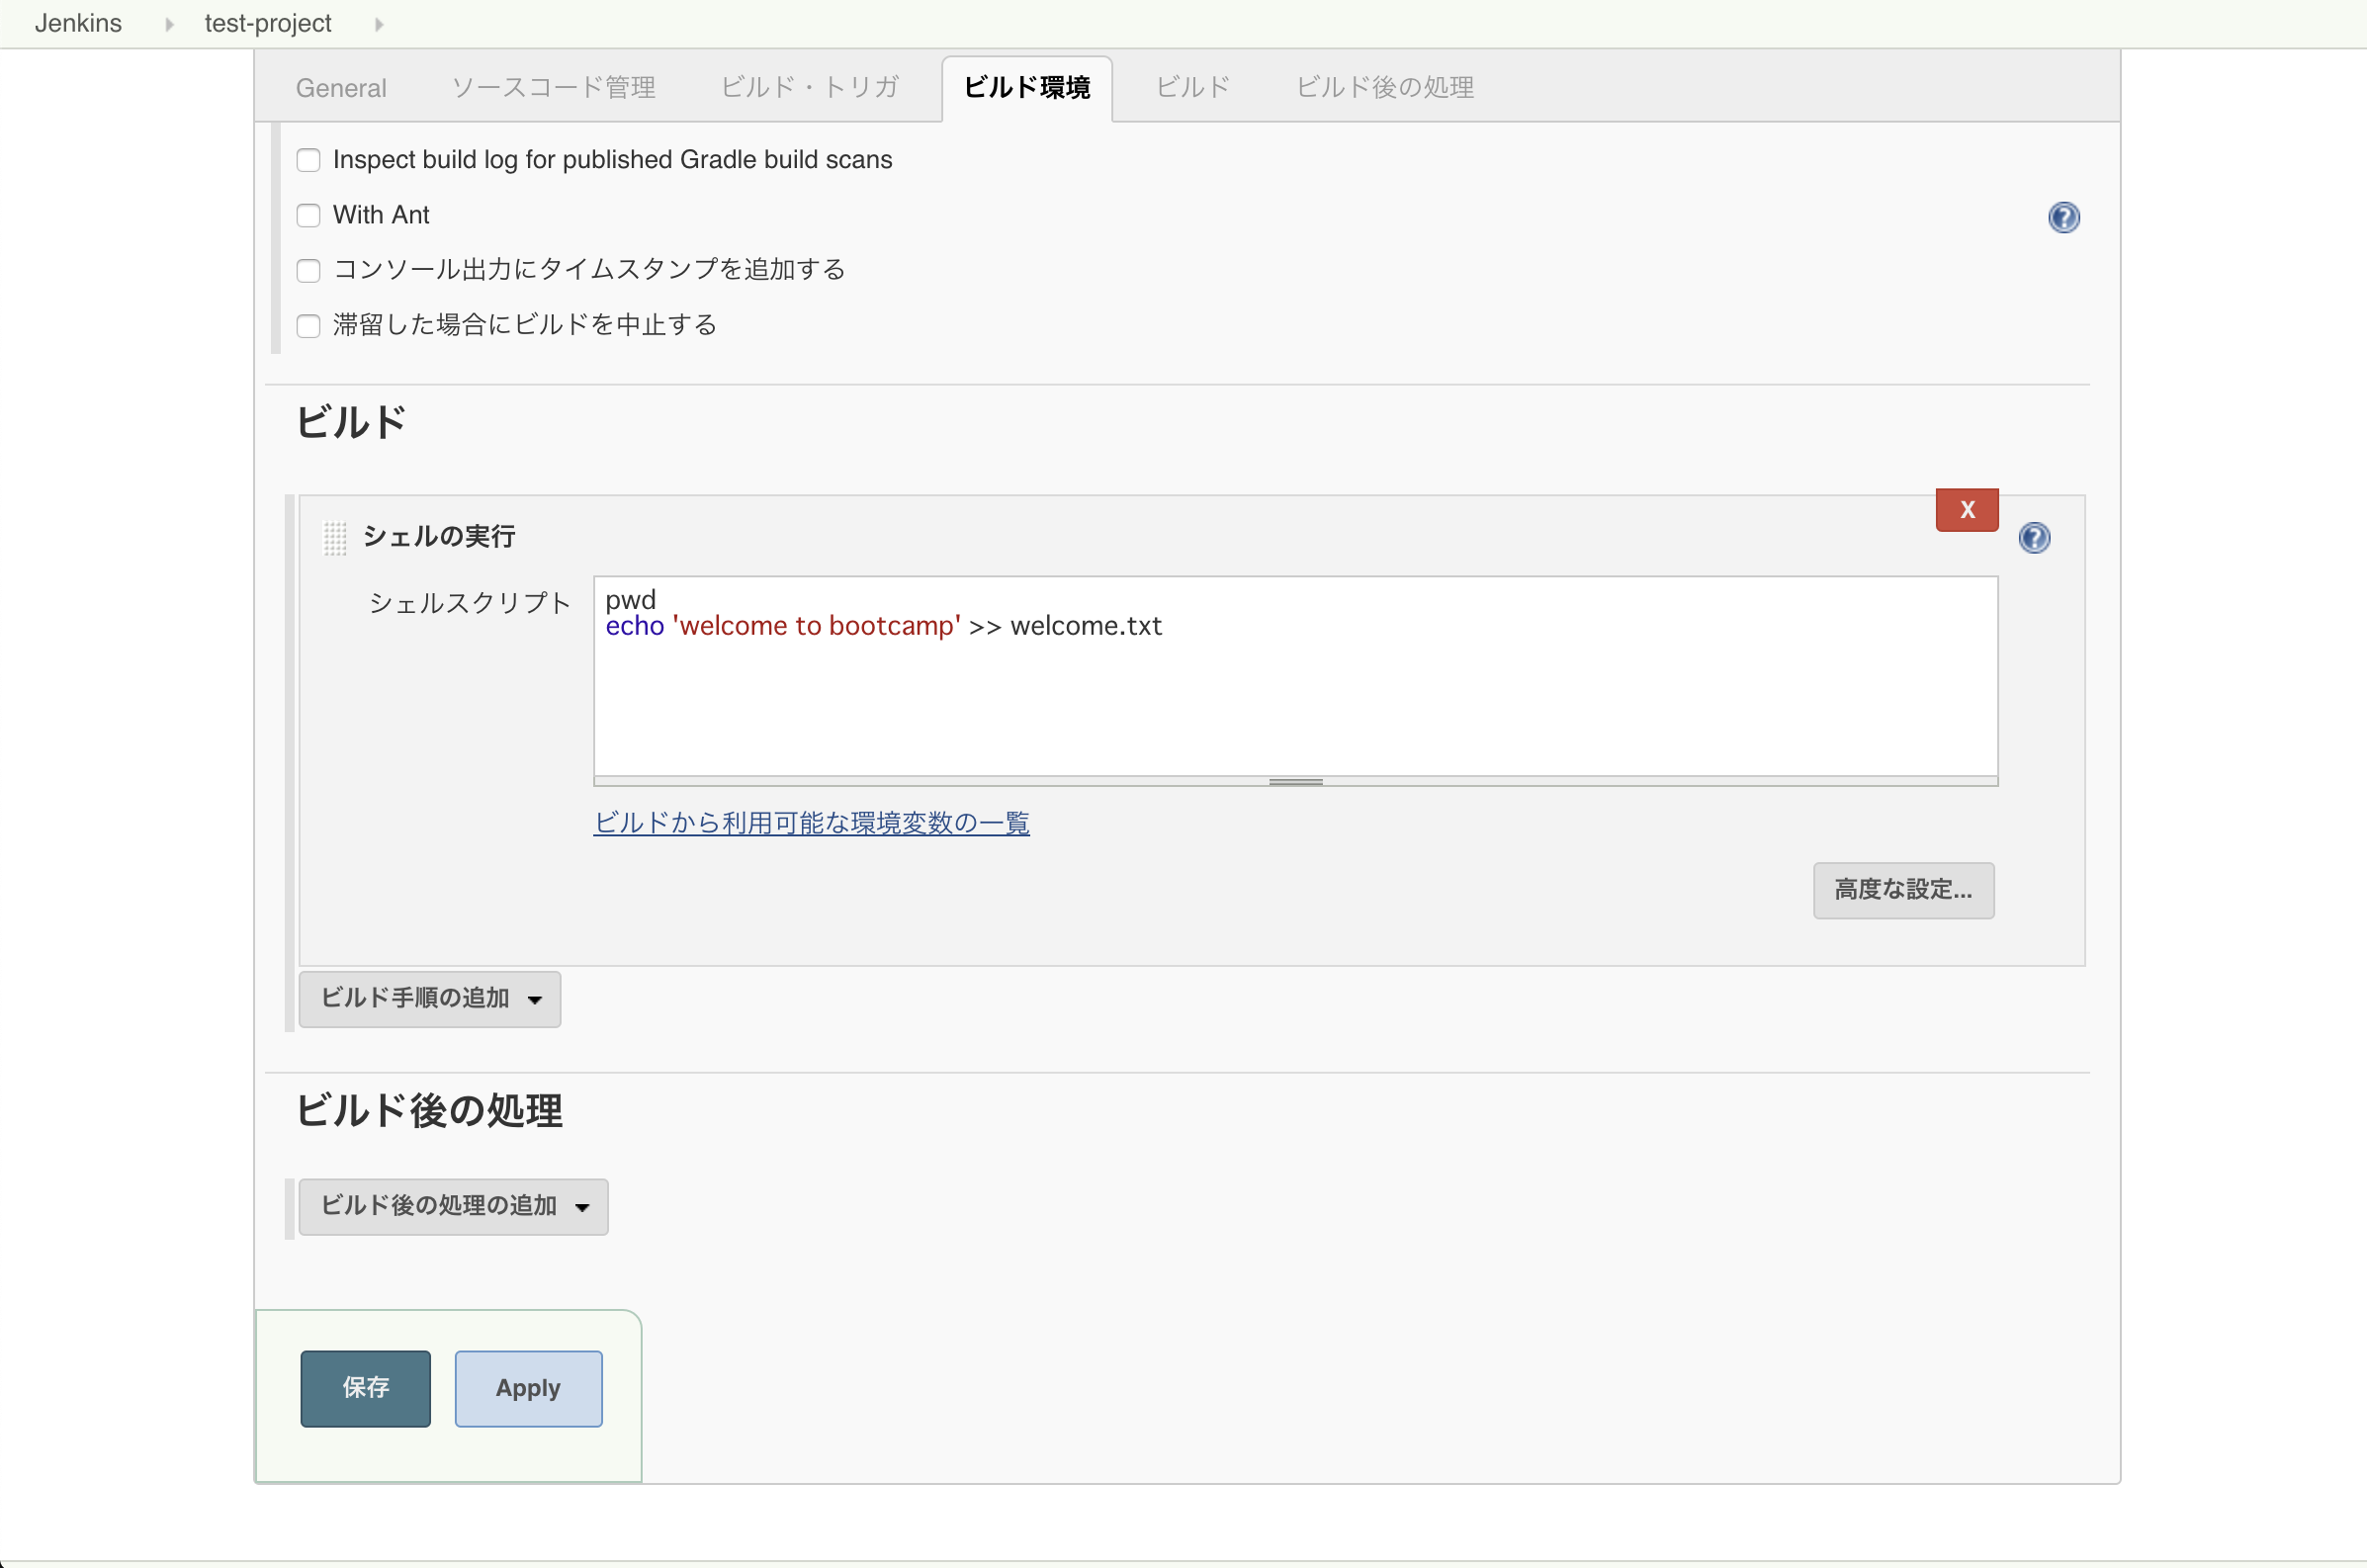 Jenkins test-project
General ソースコード管理 ビルド・トリガ ビルド環境 ビルド ビルド後の処理
Inspect build log for published Gradle build scans
With Ant
コンソール出力にタイムスタンプを追加する
滞留した場合にビルドを中止する
ビルド
X
シェルの実行
シェルスクリプト
pwd
echo 'welcome to bootcamp' >> welcome.txt
ビルドから利用可能な環境変数の一覧
高度な設定...
ビルド手順の追加
ビルド後の処理
ビルド後の処理の追加
保存 Apply